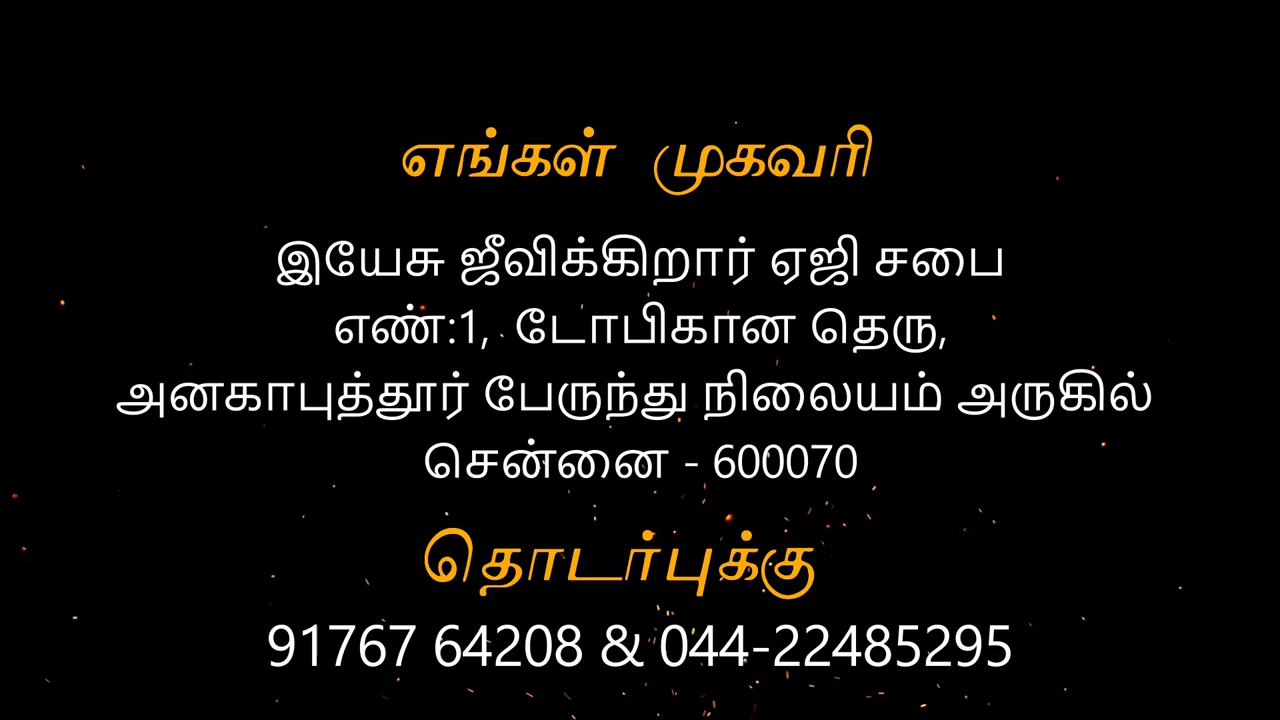 எங்கள் முகவரி
இயேசு ஜீவிக்கிறார் ஏஜி சபை
எண்:1, டோபிகான தெரு,
அனகாபுத்தூர் பேருந்து நிலையம் அருகில்
சென்னை - 600070
தொடர்புக்கு
91767 64208 & 044-22485295